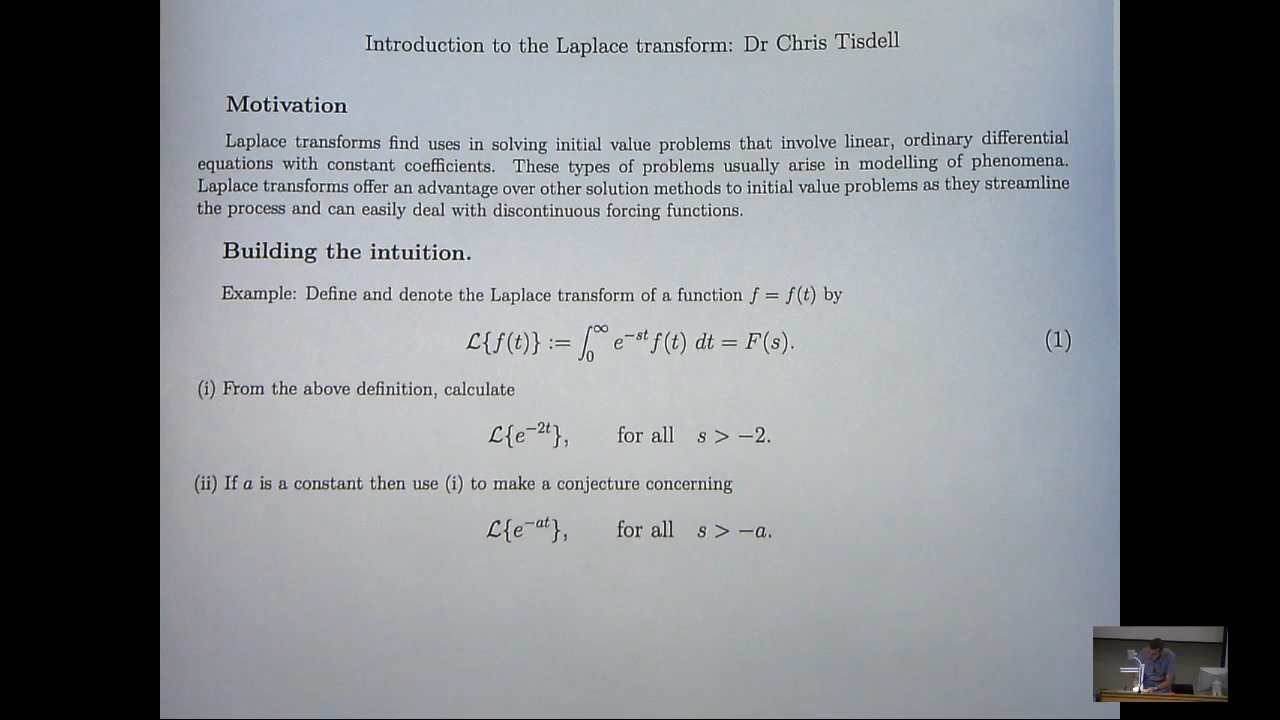 Introduction to the Laplace transform: Dr Chris Tisdell
Motivation
Laplace transforms find uses in solving initial value problems that involve linear, ordinary differential
equations with constant coefficients. These types of problems usually arise in modelling of phenomena.
Laplace transforms offer an advantage over other solution methods to initial value problems as they streamline
the process and can easily deal with discontinuous forcing functions.
Building the intuition.
Example: Define and denote the Laplace transform of a function f = f(t) by
ℒ{f(t)} := ∫₀^∞ e^{−st} f(t) dt = F(s). (1)
(i) From the above definition, calculate
ℒ{e^{−2t}}, for all s > −2.
(ii) If a is a constant then use (i) to make a conjecture concerning
ℒ{e^{−at}}, for all s > −a.